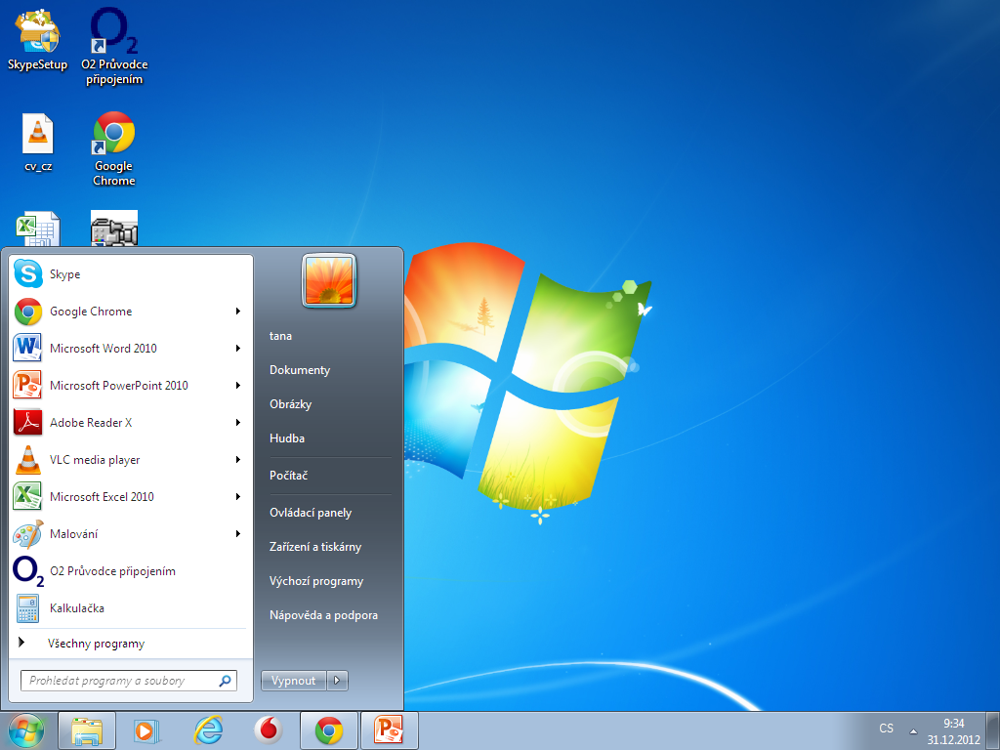 SkypeSetup
O2 Průvodce
připojením
cv_cz
Google
Chrome
Skype
Google Chrome
Microsoft Word 2010
Microsoft PowerPoint 2010
Adobe Reader X
VLC media player
Microsoft Excel 2010
Malování
O2 Průvodce připojením
Kalkulačka
Všechny programy
Prohledat programy a soubory
tana
Dokumenty
Obrázky
Hudba
Počítač
Ovládací panely
Zařízení a tiskárny
Výchozí programy
Nápověda a podpora
Vypnout
CS
9:34
31.12.2012